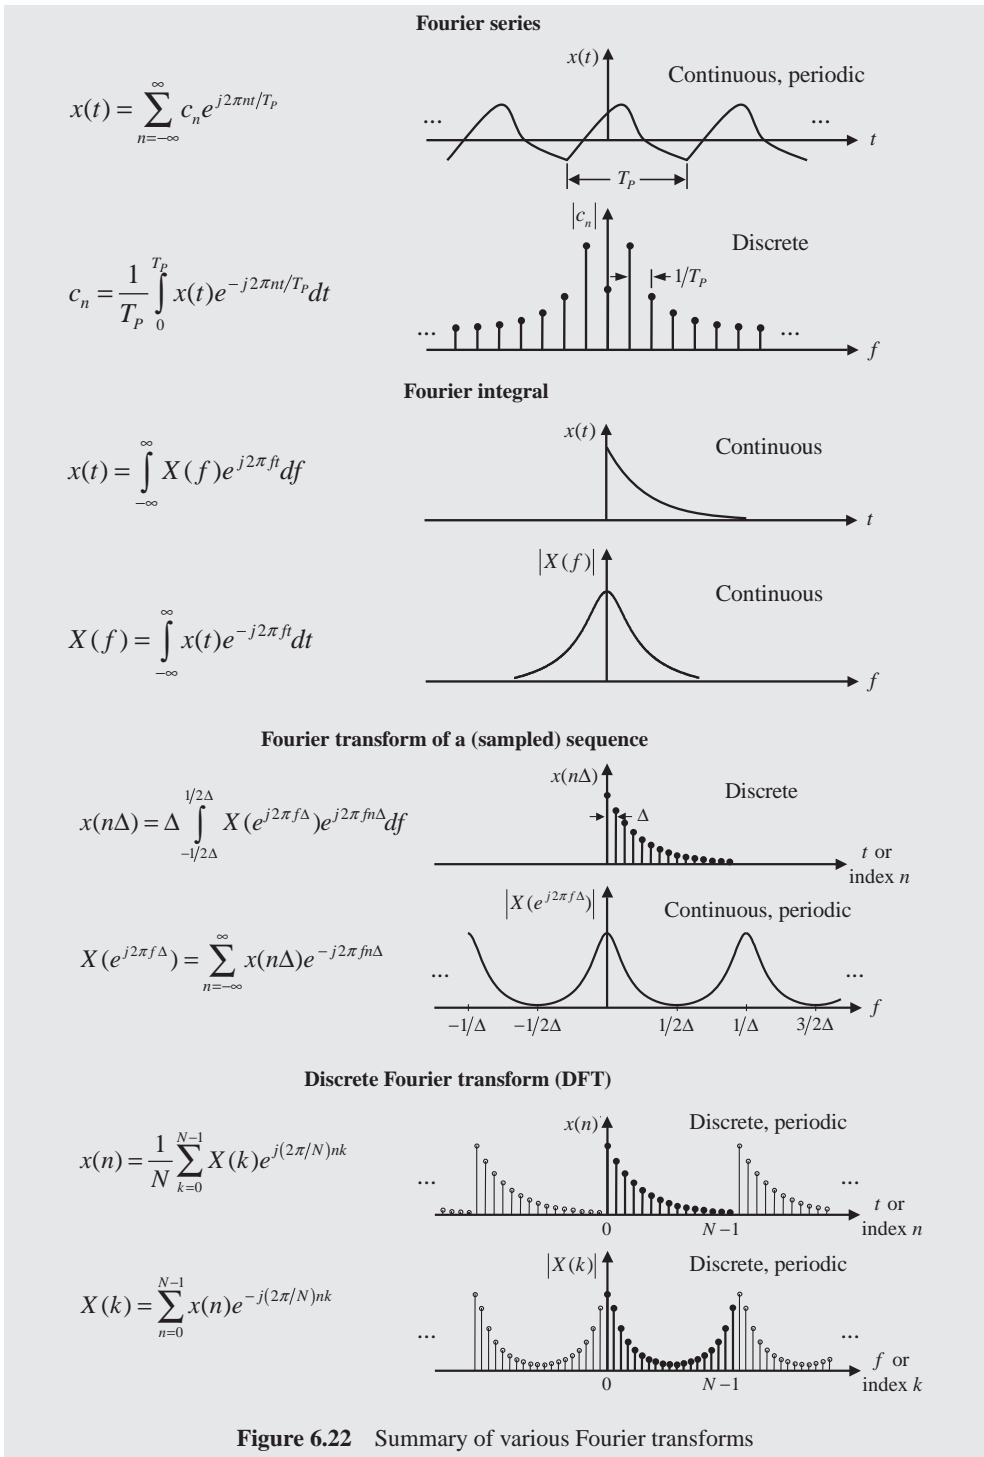 Fourier series
x(t)
Continuous, periodic
x(t) = ∑_{n=−∞}^{∞} c_n e^{j2πnt/T_P}
... ...
t
T_P
|c_n|
Discrete
c_n = 1/T_P ∫_0^{T_P} x(t)e^{−j2πnt/T_P}dt
1/T_P
... ...
f
Fourier integral
x(t)
Continuous
x(t) = ∫_{−∞}^{∞} X(f)e^{j2πft}df
t
|X(f)|
Continuous
X(f) = ∫_{−∞}^{∞} x(t)e^{−j2πft}dt
f
Fourier transform of a (sampled) sequence
x(nΔ)
Discrete
x(nΔ) = Δ ∫_{−1/2Δ}^{1/2Δ} X(e^{j2πfΔ})e^{j2πfnΔ}df
Δ
t or
index n
|X(e^{j2πfΔ})|
Continuous, periodic
X(e^{j2πfΔ}) = ∑_{n=−∞}^{∞} x(nΔ)e^{−j2πfnΔ}
... ...
f
−1/Δ −1/2Δ 1/2Δ 1/Δ 3/2Δ
Discrete Fourier transform (DFT)
x(n)
Discrete, periodic
x(n) = 1/N ∑_{k=0}^{N−1} X(k)e^{j(2π/N)nk}
... ...
t or
index n
0 N−1
|X(k)|
Discrete, periodic
X(k) = ∑_{n=0}^{N−1} x(n)e^{−j(2π/N)nk}
... ...
f or
index k
0 N−1
Figure 6.22 Summary of various Fourier transforms